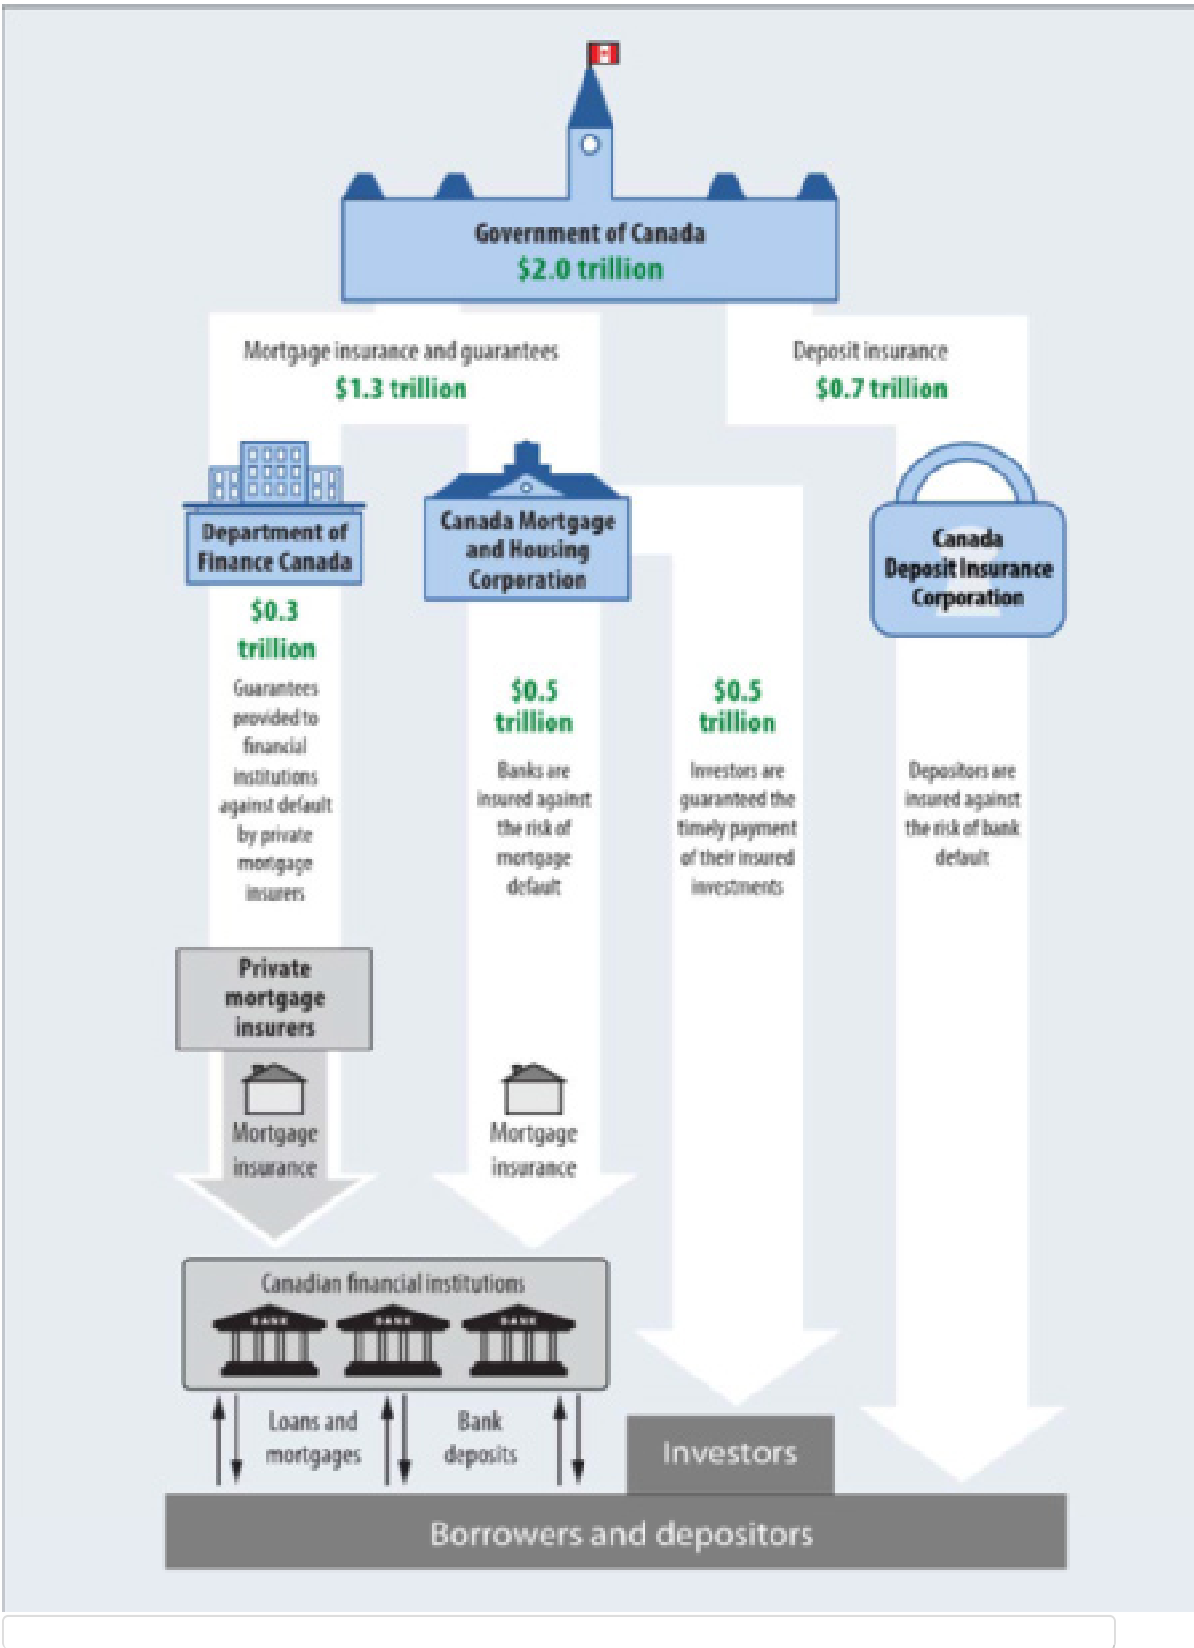 Government of Canada
$2.0 trillion
Mortgage insurance and guarantees
$1.3 trillion
Deposit insurance
$0.7 trillion
Department of
Finance Canada
$0.3
trillion
Guarantees
provided to
financial
institutions
against default
by private
mortgage
insurers
Private
mortgage
insurers
Mortgage
insurance
Canada Mortgage
and Housing
Corporation
$0.5
trillion
Banks are
insured against
the risk of
mortgage
default
Mortgage
insurance
$0.5
trillion
Investors are
guaranteed the
timely payment
of their insured
investments
Canada
Deposit Insurance
Corporation
Depositors are
insured against
the risk of bank
default
Canadian financial institutions
BANK
BANK
BANK
Loans and
mortgages
Bank
deposits
Investors
Borrowers and depositors